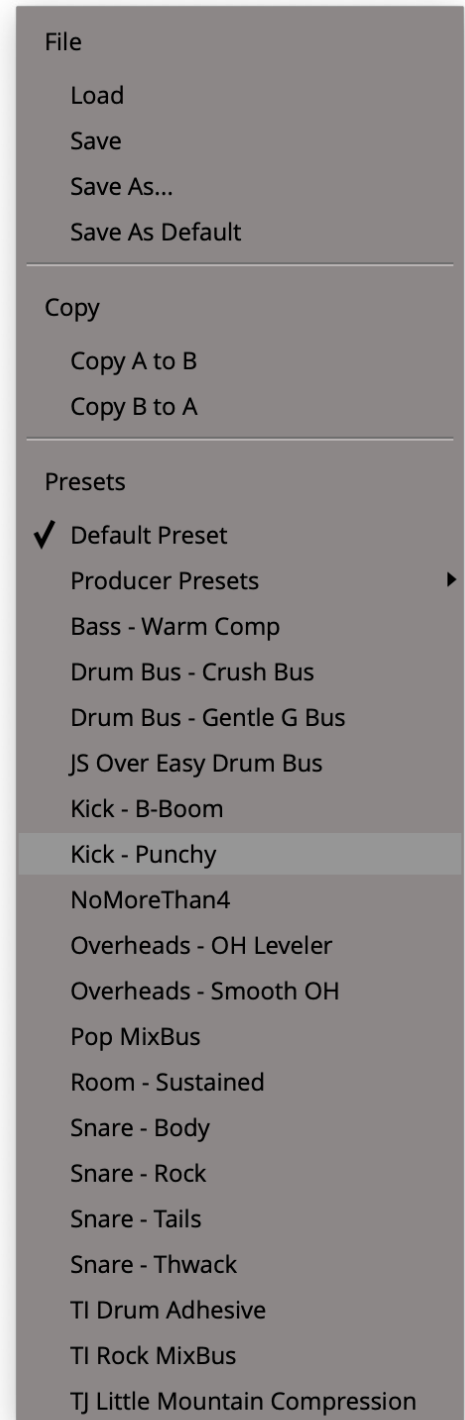 File
Load
Save
Save As...
Save As Default
Copy
Copy A to B
Copy B to A
Presets
Default Preset
Producer Presets
Bass - Warm Comp
Drum Bus - Crush Bus
Drum Bus - Gentle G Bus
JS Over Easy Drum Bus
Kick - B-Boom
Kick - Punchy
NoMoreThan4
Overheads - OH Leveler
Overheads - Smooth OH
Pop MixBus
Room - Sustained
Snare - Body
Snare - Rock
Snare - Tails
Snare - Thwack
TI Drum Adhesive
TI Rock MixBus
TJ Little Mountain Compression